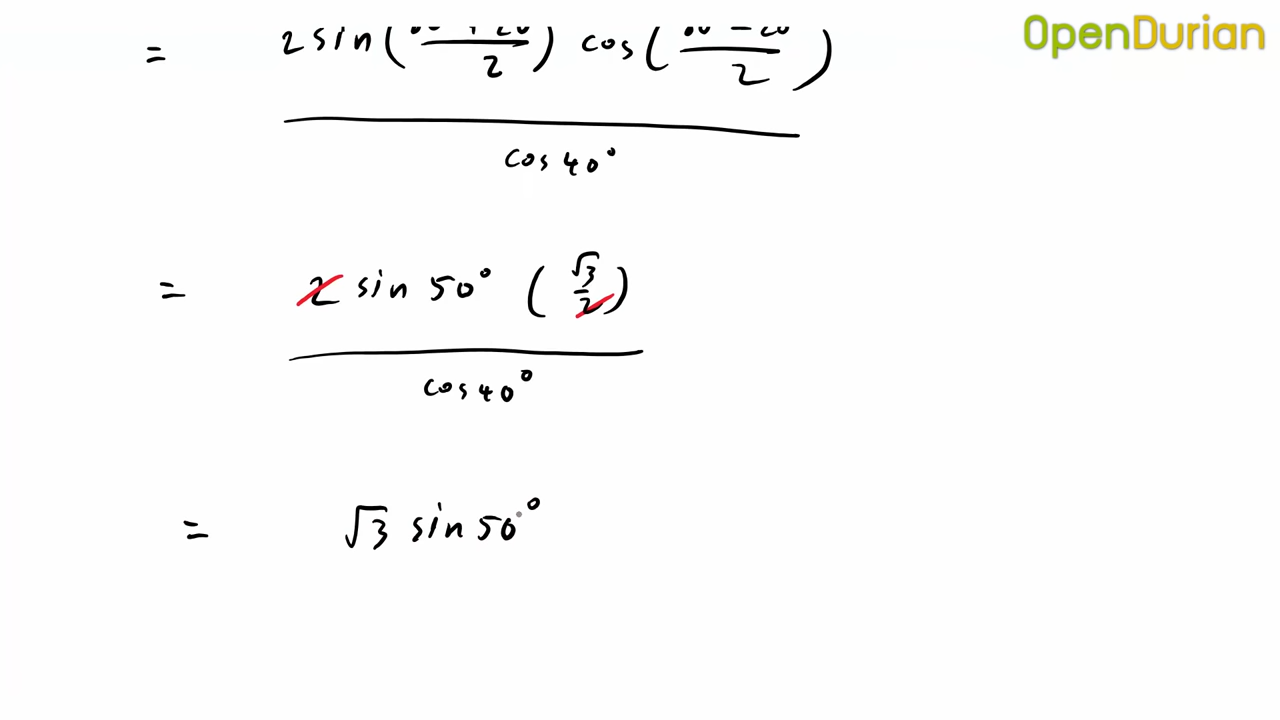 OpenDurian
= 2 sin( /2 ) cos( /2 )
cos 40°
= 2 sin 50° (√3/2)
cos 40°
= √3 sin 50°